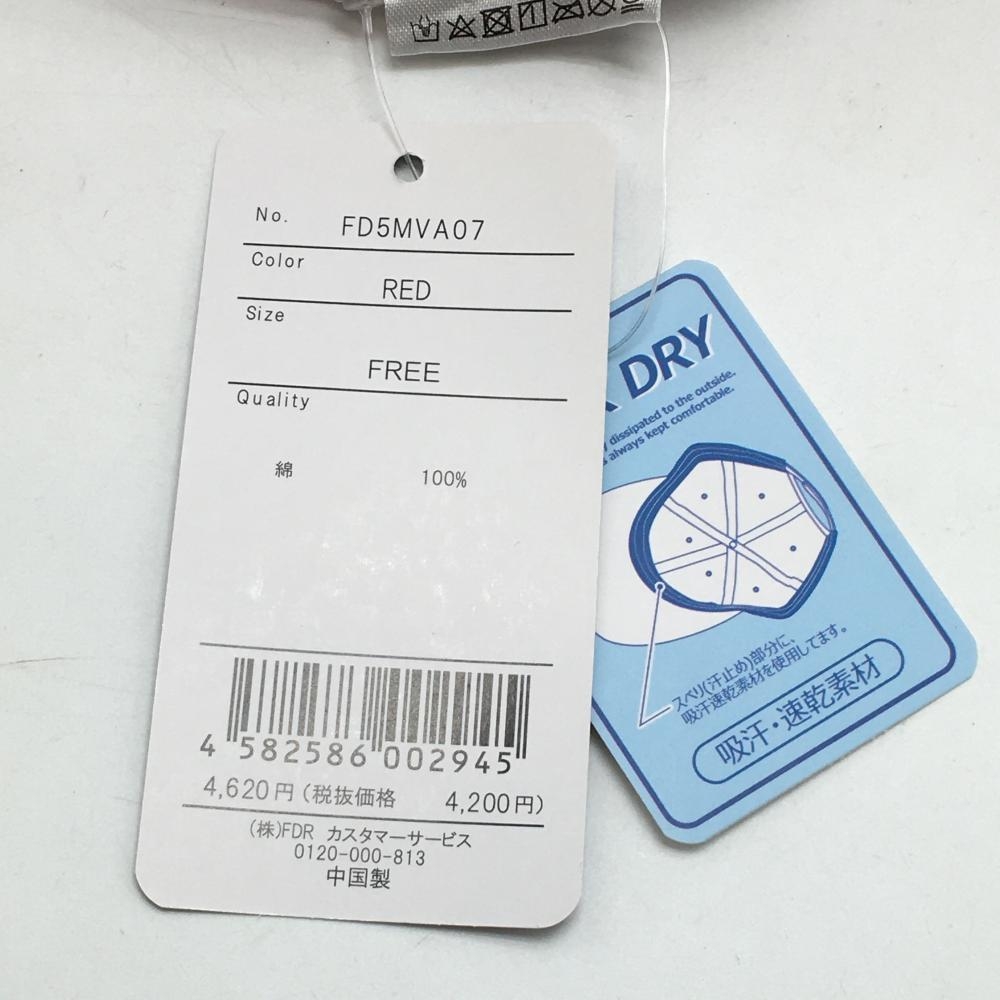 No. FD5MVA07
Color
RED
Size
FREE
Quality
綿 100%
4 582586 002945
4,620円 (税抜価格 4,200円)
(株)FDR カスタマーサービス
0120-000-813
中国製
DRY
dissipated to the outside.
always kept comfortable.
スベリ(汗止め)部分に、
吸汗速乾素材を使用してます。
吸汗・速乾素材